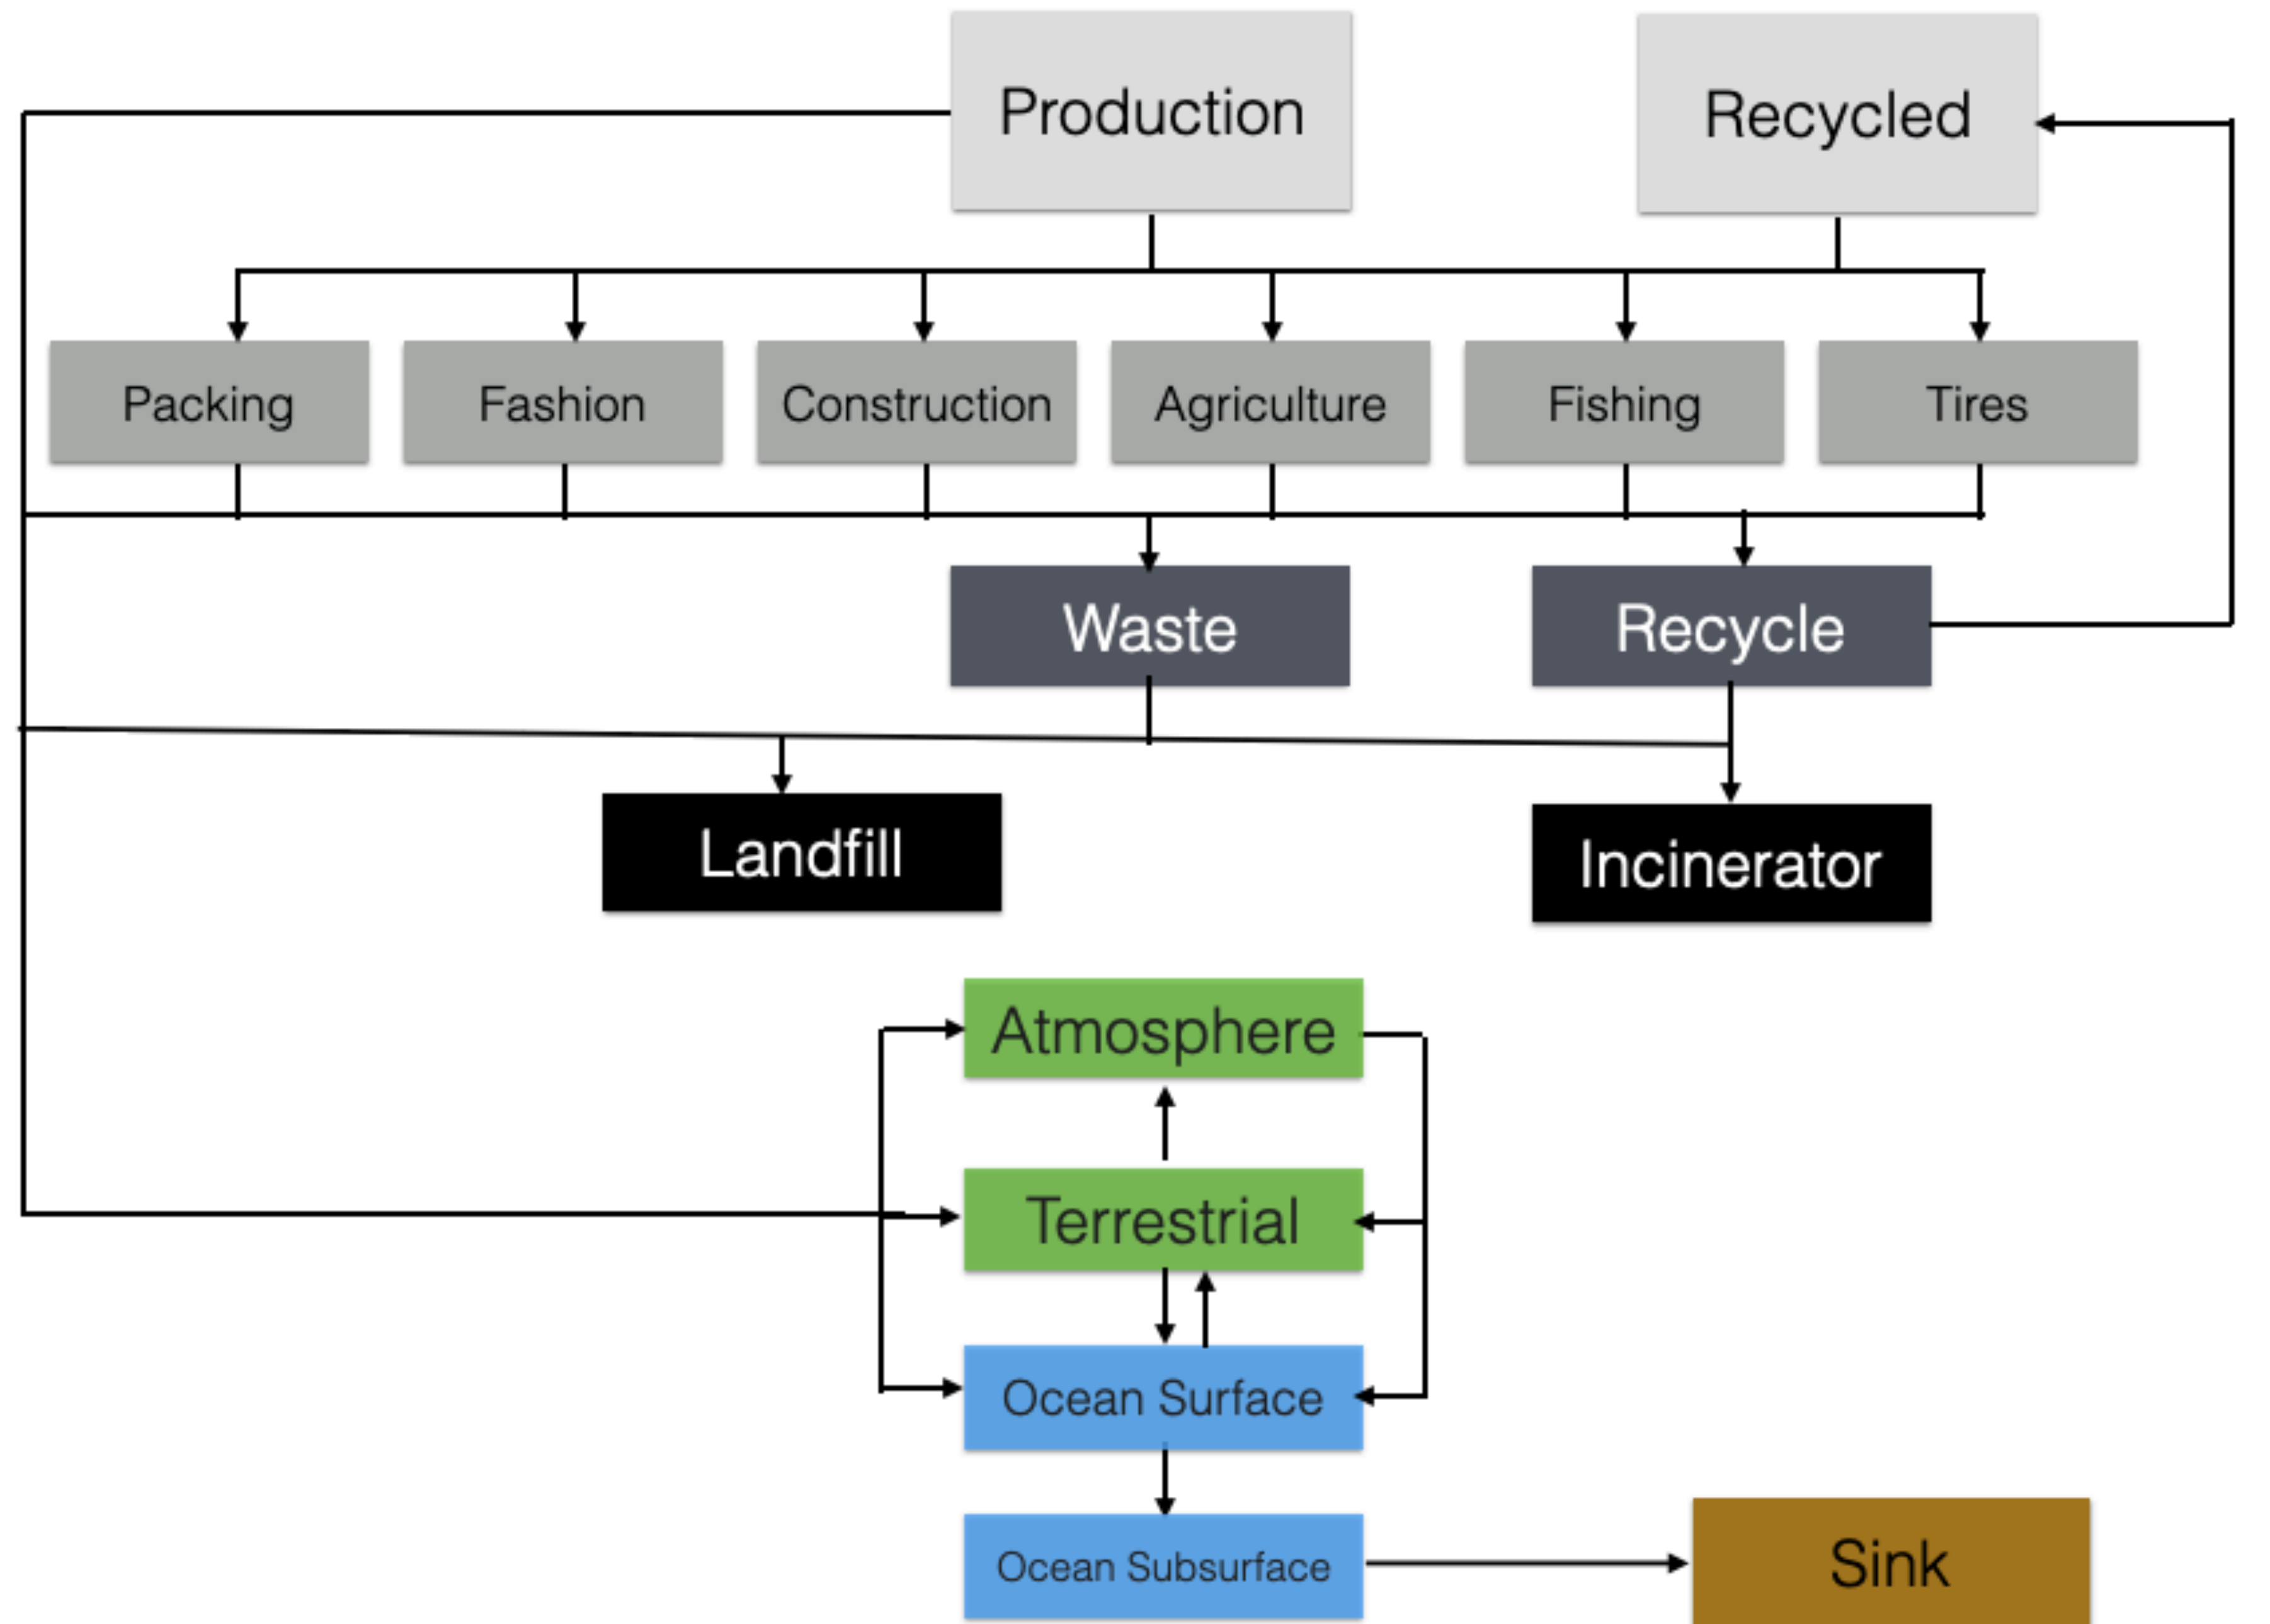 Production
Recycled
Packing
Fashion
Construction
Agriculture
Fishing
Tires
Waste
Recycle
Landfill
Incinerator
Atmosphere
Terrestrial
Ocean Surface
Ocean Subsurface
Sink